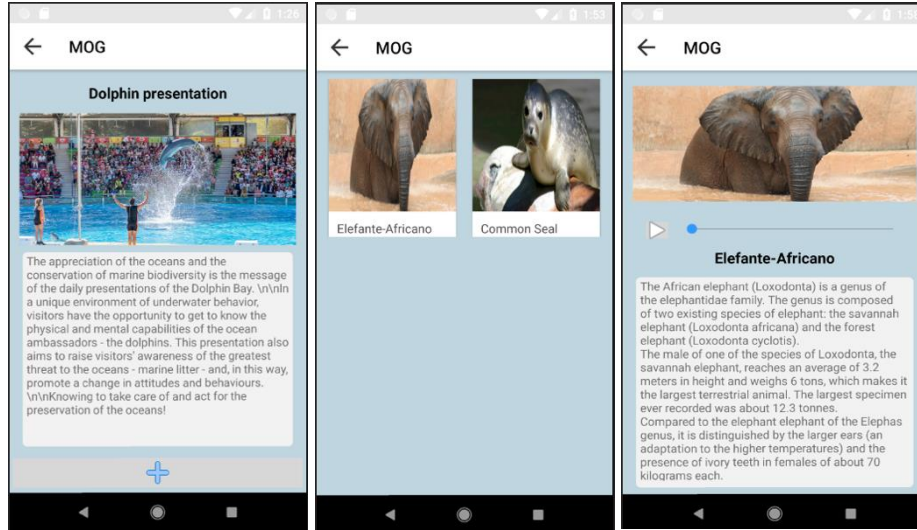 1:26
MOG
Dolphin presentation
The appreciation of the oceans and the
conservation of marine biodiversity is the message
of the daily presentations of the Dolphin Bay. \n\nIn
a unique environment of underwater behavior,
visitors have the opportunity to get to know the
physical and mental capabilities of the ocean
ambassadors - the dolphins. This presentation also
aims to raise visitors' awareness of the greatest
threat to the oceans - marine litter - and, in this way,
promote a change in attitudes and behaviours.
\n\nKnowing to take care of and act for the
preservation of the oceans!
1:53
MOG
Elefante-Africano
Common Seal
MOG
Elefante-Africano
The African elephant (Loxodonta) is a genus of
the elephantidae family. The genus is composed
of two existing species of elephant: the savannah
elephant (Loxodonta africana) and the forest
elephant (Loxodonta cyclotis).
The male of one of the species of Loxodonta, the
savannah elephant, reaches an average of 3.2
meters in height and weighs 6 tons, which makes it
the largest terrestrial animal. The largest specimen
ever recorded was about 12.3 tonnes.
Compared to the elephant elephant of the Elephas
genus, it is distinguished by the larger ears (an
adaptation to the higher temperatures) and the
presence of ivory teeth in females of about 70
kilograms each.